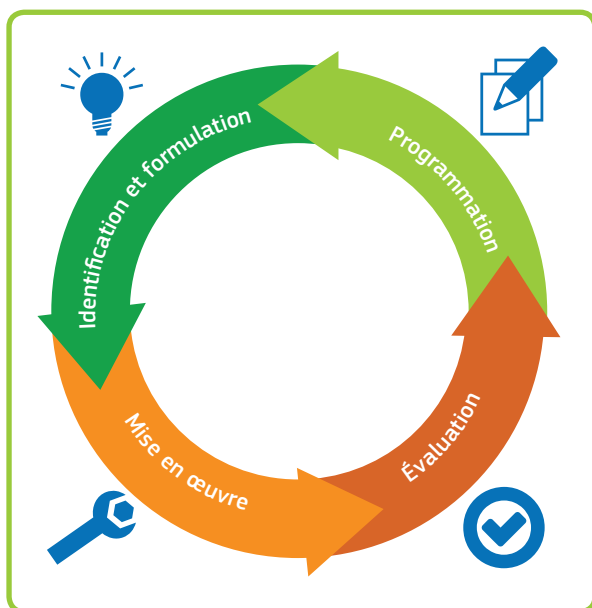 Programmation
Identification et formulation
Mise en œuvre
Évaluation